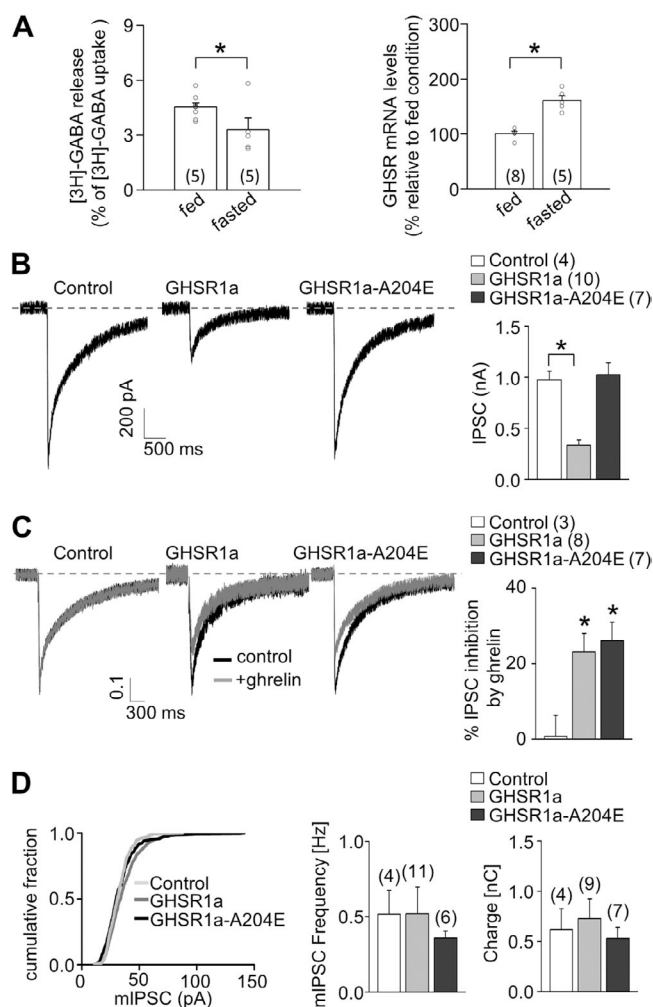 A
[3H]-GABA release
(% of [3H]-GABA uptake)
9
6
3
0
*
(5)
(5)
fed
fasted
GHSR mRNA levels
(% relative to fed condition)
300
200
100
0
*
(8)
(5)
fed
fasted
B
Control
GHSR1a
GHSR1a-A204E
200 pA
500 ms
Control (4)
GHSR1a (10)
GHSR1a-A204E (7)
IPSC (nA)
1.5
1.0
0.5
0.0
*
C
Control
GHSR1a
GHSR1a-A204E
control
+ghrelin
0.1
300 ms
Control (3)
GHSR1a (8)
GHSR1a-A204E (7)
% IPSC inhibition
by ghrelin
40
20
0
*
*
D
cumulative fraction
1.0
0.5
0.0
Control
GHSR1a
GHSR1a-A204E
0
50
100
150
mIPSC (pA)
Control
GHSR1a
GHSR1a-A204E
mIPSC Frequency [Hz]
1.0
0.5
0.0
(4)
(11)
(6)
Charge [nC]
1.5
1.0
0.5
0.0
(4)
(9)
(7)